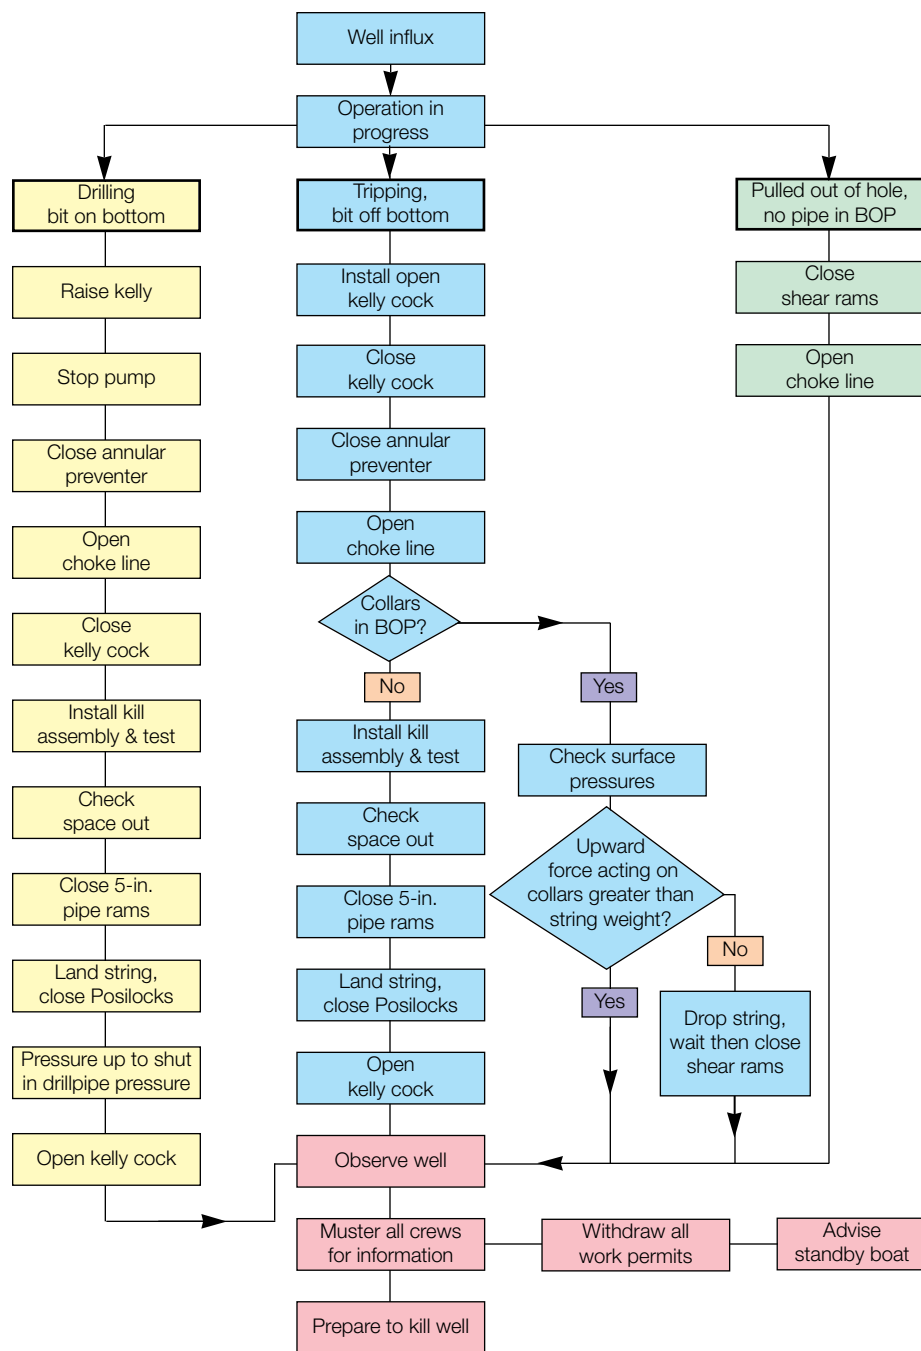 Well influx
Operation in
progress
Drilling
bit on bottom
Raise kelly
Stop pump
Close annular
preventer
Open
choke line
Close
kelly cock
Install kill
assembly & test
Check
space out
Close 5-in.
pipe rams
Land string,
close Posilocks
Pressure up to shut
in drillpipe pressure
Open kelly cock
Tripping,
bit off bottom
Install open
kelly cock
Close
kelly cock
Close annular
preventer
Open
choke line
Collars
in BOP?
No
Install kill
assembly & test
Check
space out
Close 5-in.
pipe rams
Land string,
close Posilocks
Open
kelly cock
Yes
Check surface
pressures
Upward
force acting on
collars greater than
string weight?
Yes
No
Drop string,
wait then close
shear rams
Pulled out of hole,
no pipe in BOP
Close
shear rams
Open
choke line
Observe well
Muster all crews
for information
Withdraw all
work permits
Advise
standby boat
Prepare to kill well